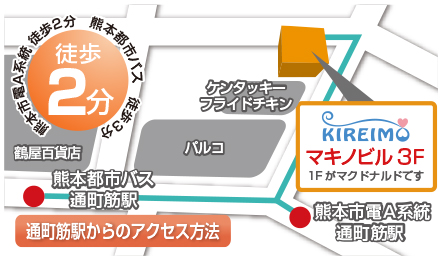 熊本市電A系統 徒歩2分 熊本都市バス 徒歩3分
徒歩
2分
ケンタッキー
フライドチキン
KIREIMO
マキノビル 3F
1Fがマクドナルドです
パルコ
鶴屋百貨店
熊本都市バス
通町筋駅
熊本市電A系統
通町筋駅
通町筋駅からのアクセス方法